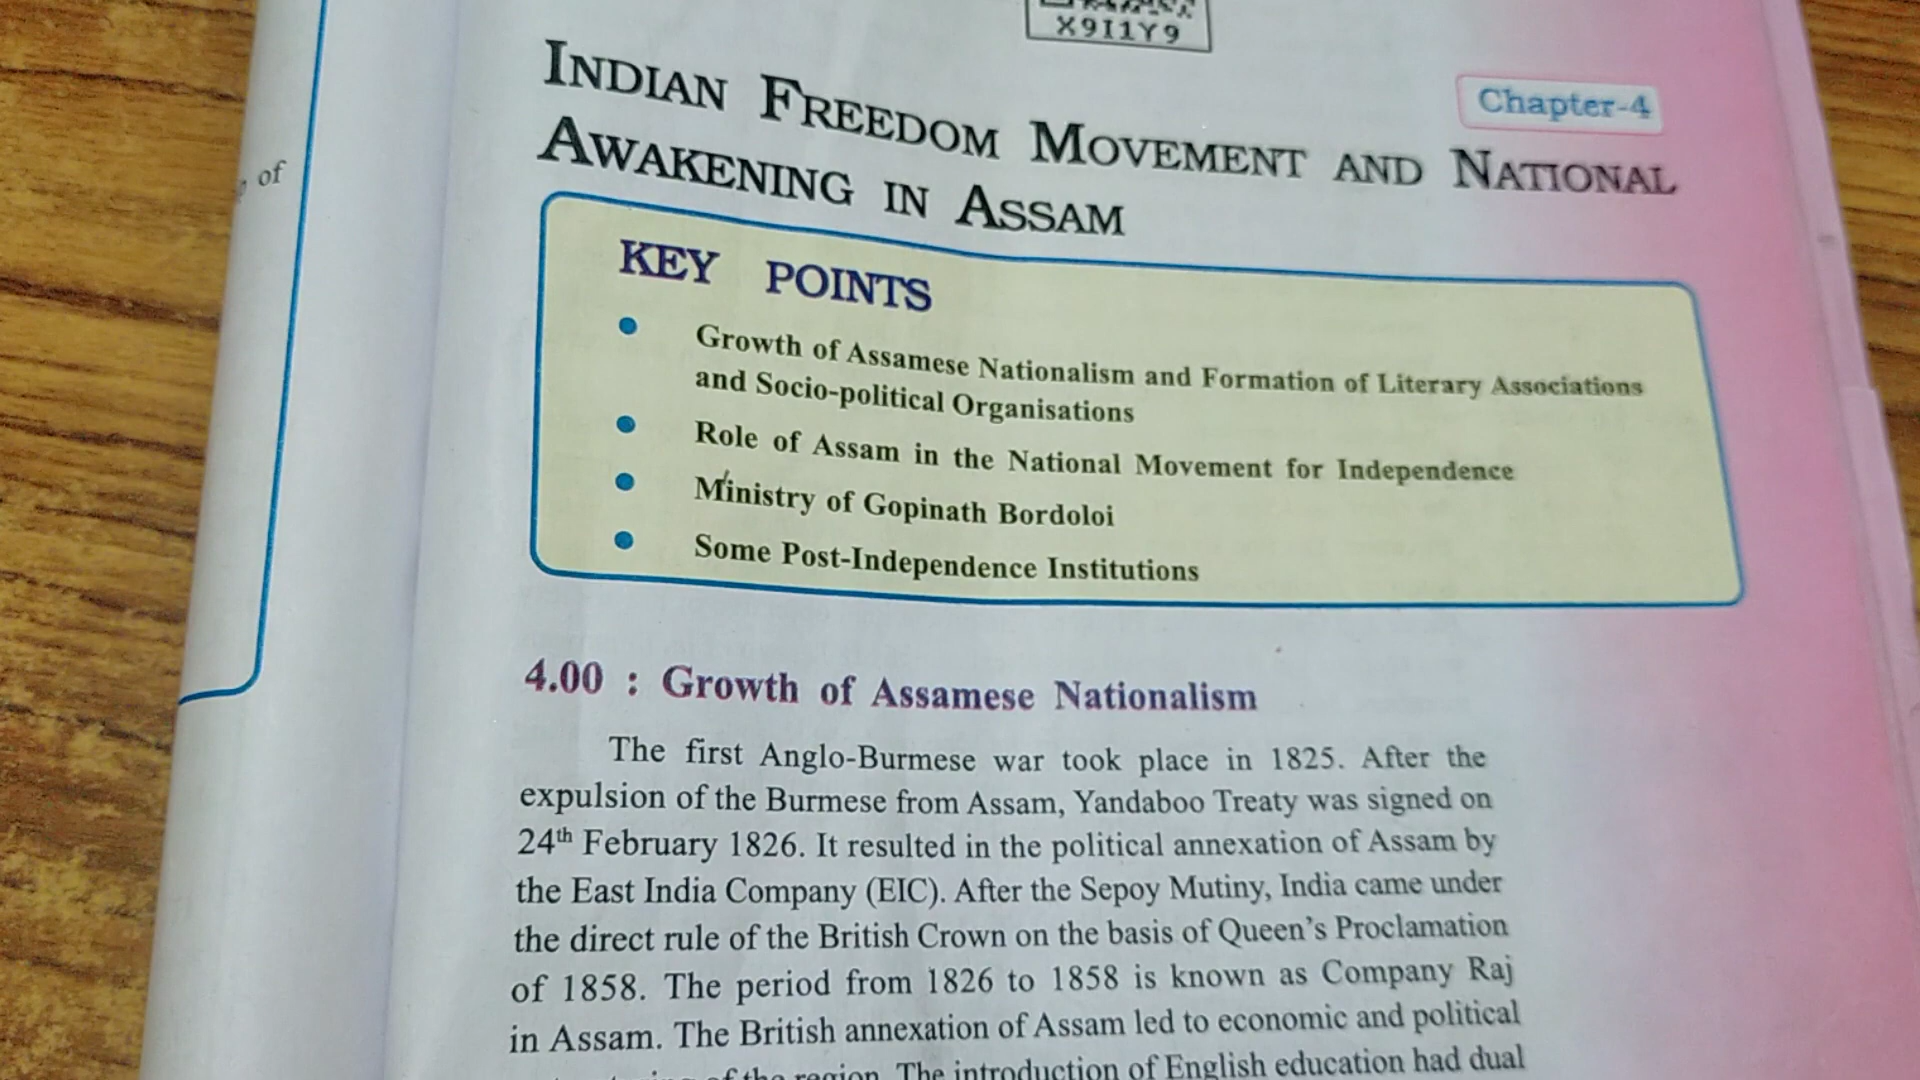 X9I1Y9
Chapter-4
INDIAN FREEDOM MOVEMENT AND NATIONAL
AWAKENING IN ASSAM
of
KEY POINTS
• Growth of Assamese Nationalism and Formation of Literary Associations
and Socio-political Organisations
• Role of Assam in the National Movement for Independence
• Ministry of Gopinath Bordoloi
• Some Post-Independence Institutions
4.00 : Growth of Assamese Nationalism
The first Anglo-Burmese war took place in 1825. After the
expulsion of the Burmese from Assam, Yandaboo Treaty was signed on
24th February 1826. It resulted in the political annexation of Assam by
the East India Company (EIC). After the Sepoy Mutiny, India came under
the direct rule of the British Crown on the basis of Queen's Proclamation
of 1858. The period from 1826 to 1858 is known as Company Raj
in Assam. The British annexation of Assam led to economic and political
of the region. The introduction of English education had dual